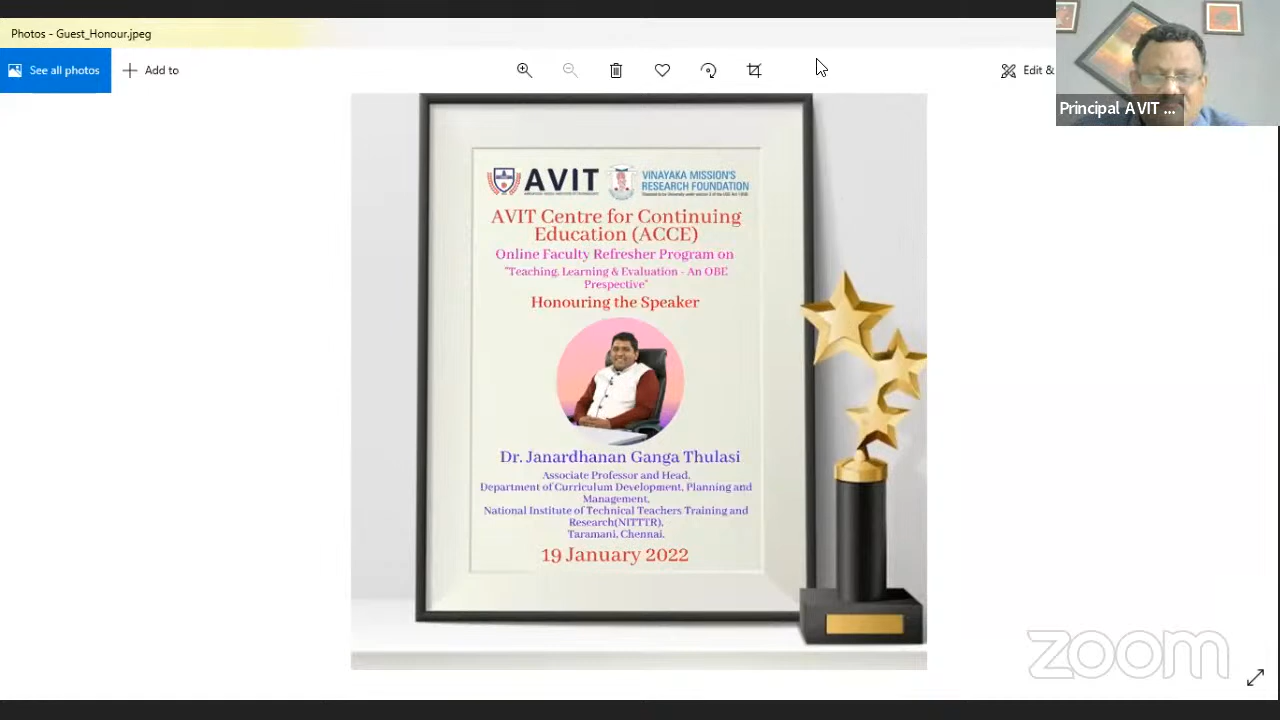 Photos - Guest_Honour.jpeg
See all photos
Add to
Edit &
Principal AVIT ...
AVIT
VINAYAKA MISSION'S
RESEARCH FOUNDATION
AVIT Centre for Continuing
Education (ACCE)
Online Faculty Refresher Program on
"Teaching, Learning & Evaluation - An OBE
Prespective"
Honouring the Speaker
Dr. Janardhanan Ganga Thulasi
Associate Professor and Head,
Department of Curriculum Development, Planning and
Management,
National Institute of Technical Teachers Training and
Research(NITTTR),
Taramani, Chennai.
19 January 2022
zoom